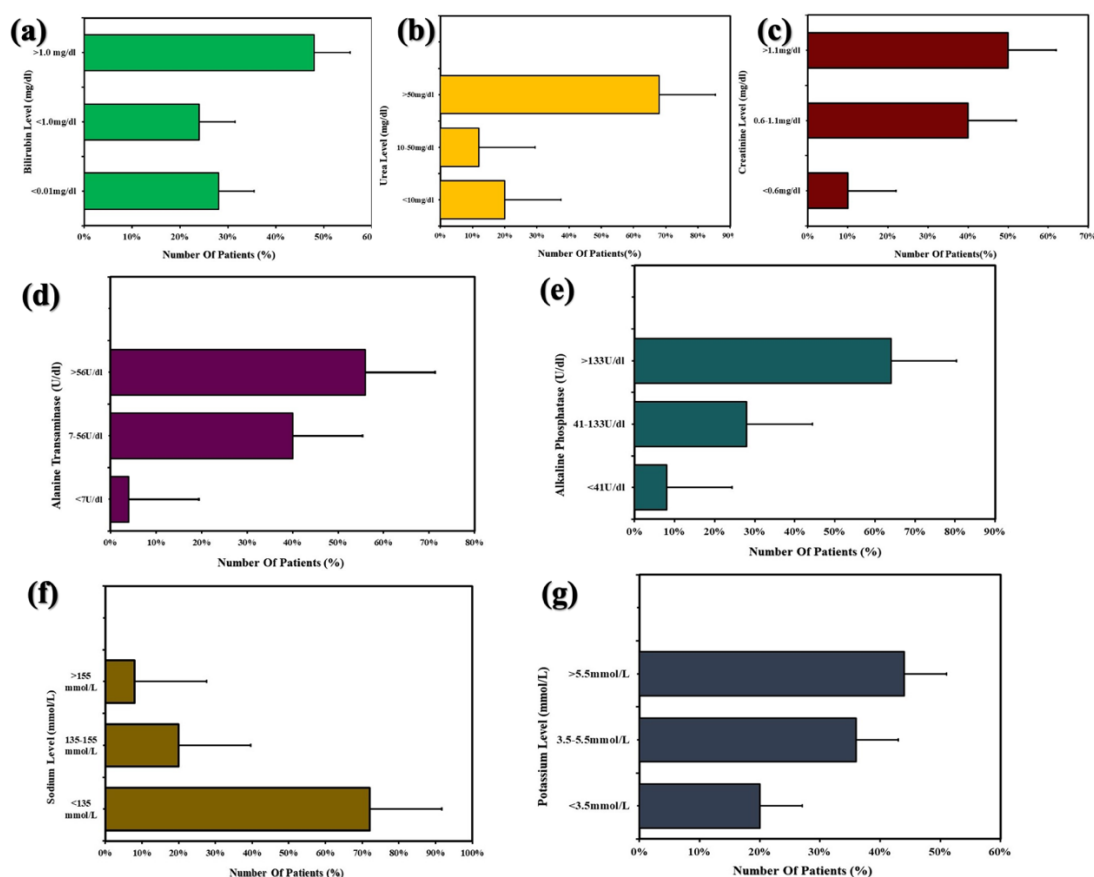 (a)
Bilirubin Level (mg/dl)
>1.0 mg/dl
<1.0mg/dl
<0.01mg/dl
0% 10% 20% 30% 40% 50% 60
Number Of Patients (%)
(b)
Urea Level (mg/dl)
>50mg/dl
10-50mg/dl
<10mg/dl
0% 10% 20% 30% 40% 50% 60% 70% 80% 90%
Number Of Patients(%)
(c)
Creatinine Level (mg/dl)
>1.1mg/dl
0.6-1.1mg/dl
<0.6mg/dl
0% 10% 20% 30% 40% 50% 60% 70%
Number Of Patients(%)
(d)
Alanine Transaminase (U/dl)
>56U/dl
7-56U/dl
<7U/dl
0% 10% 20% 30% 40% 50% 60% 70% 80%
Number Of Patients (%)
(e)
Alkaline Phosphatase (U/dl)
>133U/dl
41-133U/dl
<41U/dl
0% 10% 20% 30% 40% 50% 60% 70% 80% 90%
Number Of Patients (%)
(f)
Sodium Level (mmol/L)
>155
mmol/L
135-155
mmol/L
<135
mmol/L
0% 10% 20% 30% 40% 50% 60% 70% 80% 90% 100%
Number Of Patients (%)
(g)
Potassium Level (mmol/L)
>5.5mmol/L
3.5-5.5mmol/L
<3.5mmol/L
0% 10% 20% 30% 40% 50% 60%
Number Of Patients (%)